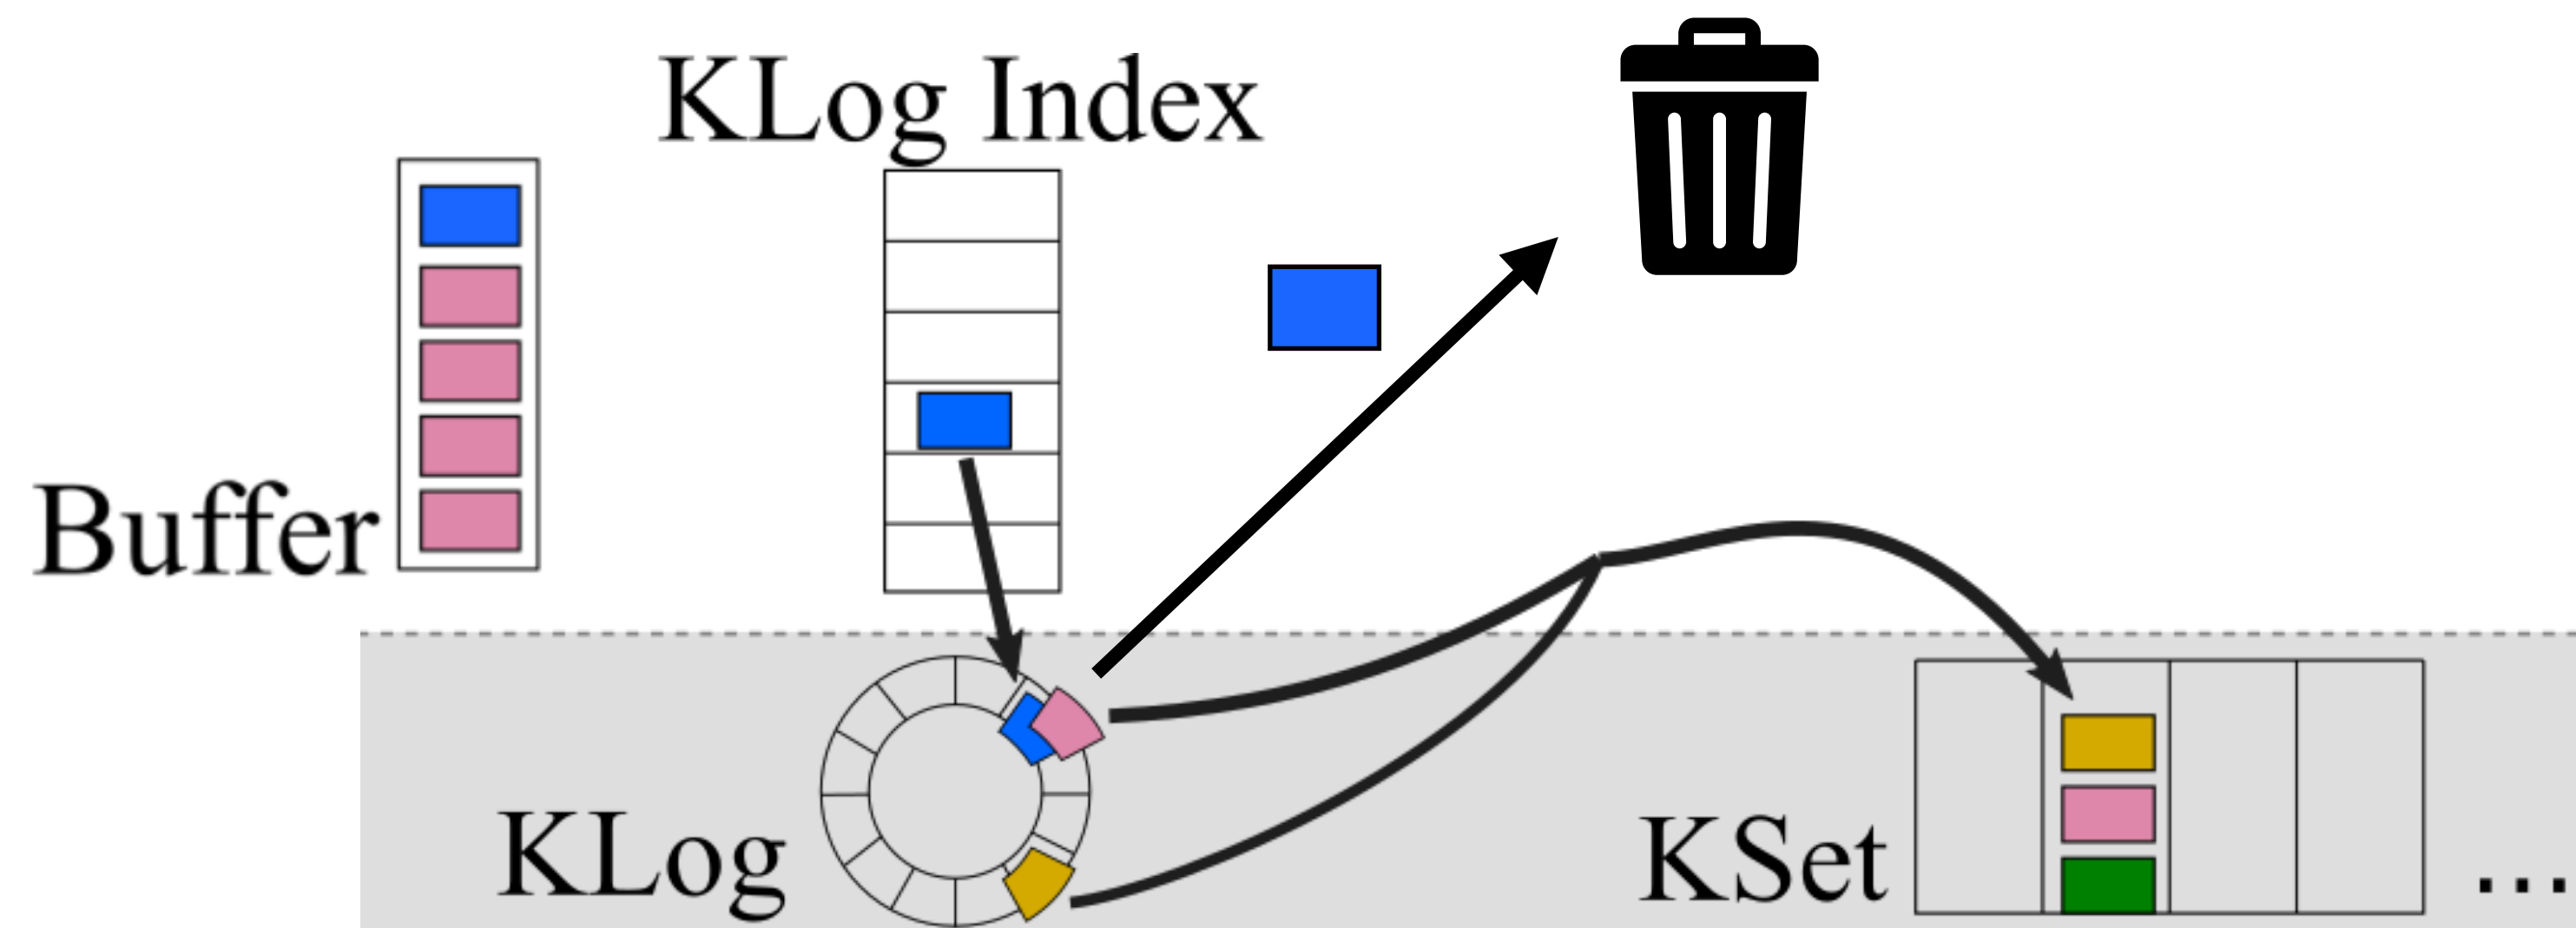 KLog Index
Buffer
KLog
KSet
...